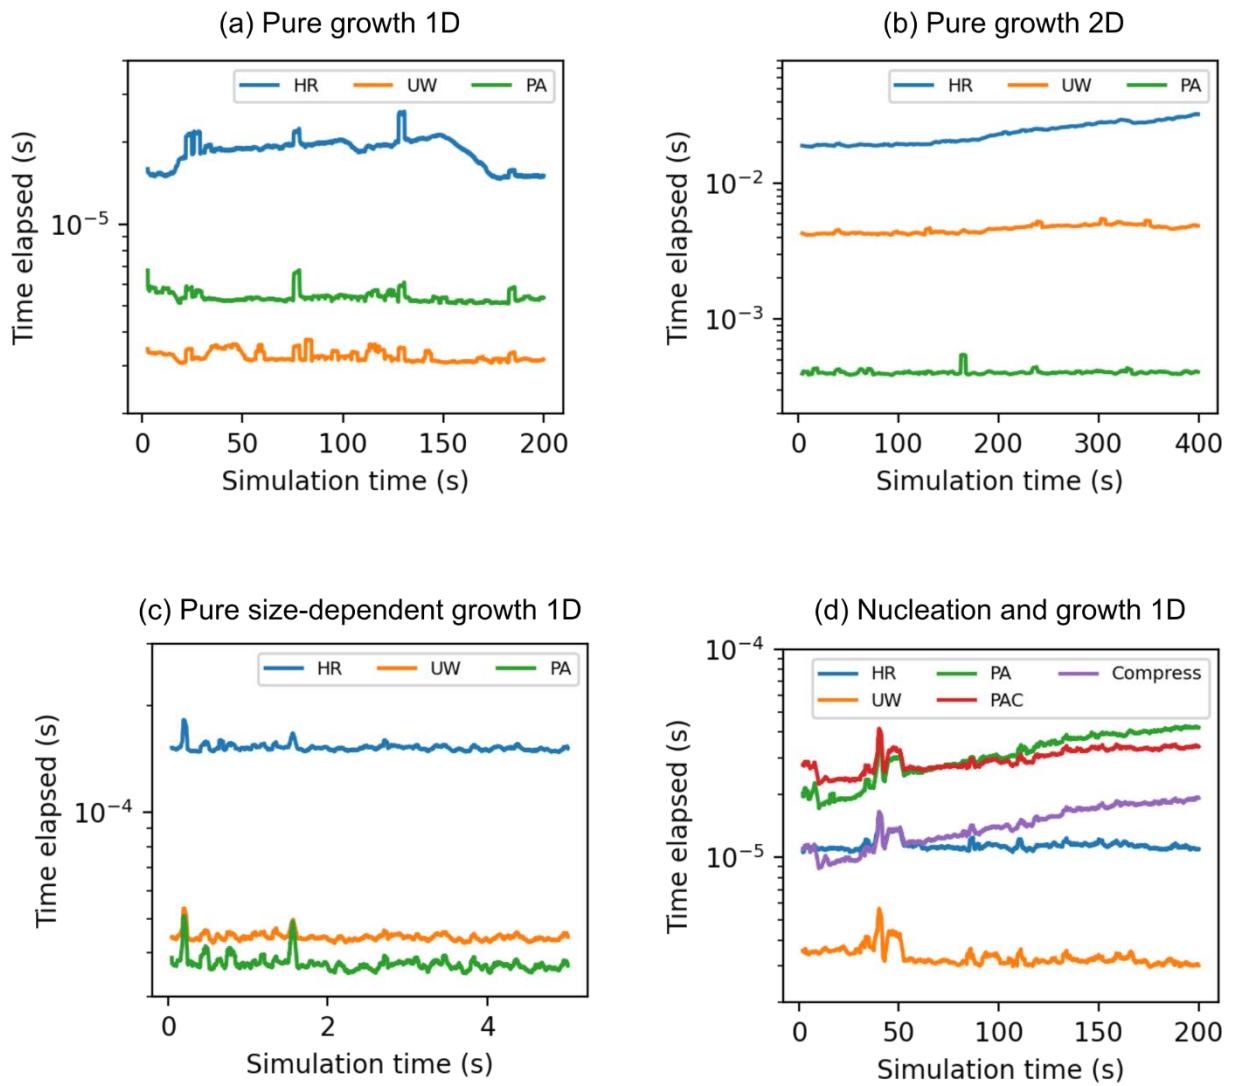 (a) Pure growth 1D
HR UW PA
Time elapsed (s)
10⁻⁵
0 50 100 150 200
Simulation time (s)
(b) Pure growth 2D
HR UW PA
Time elapsed (s)
10⁻²
10⁻³
0 100 200 300 400
Simulation time (s)
(c) Pure size-dependent growth 1D
HR UW PA
Time elapsed (s)
10⁻⁴
0 2 4
Simulation time (s)
(d) Nucleation and growth 1D
10⁻⁴
HR PA Compress
UW PAC
Time elapsed (s)
10⁻⁵
0 50 100 150 200
Simulation time (s)